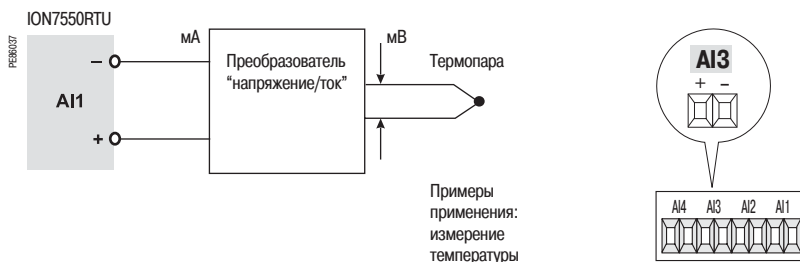 ION7550RTU
PE86037
мА
мВ
–
AI1
+
Преобразователь
“напряжение/ток”
Термопара
Примеры
применения:
измерение
температуры
AI3
+ –
AI4 AI3 AI2 AI1